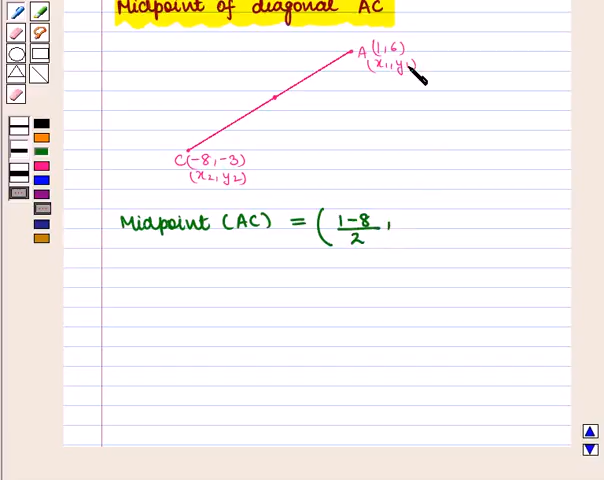 Midpoint of diagonal AC
A(1,6)
(x1,y1)
C(-8,-3)
(x2,y2)
Midpoint (AC) = ( 1-8/2 ,